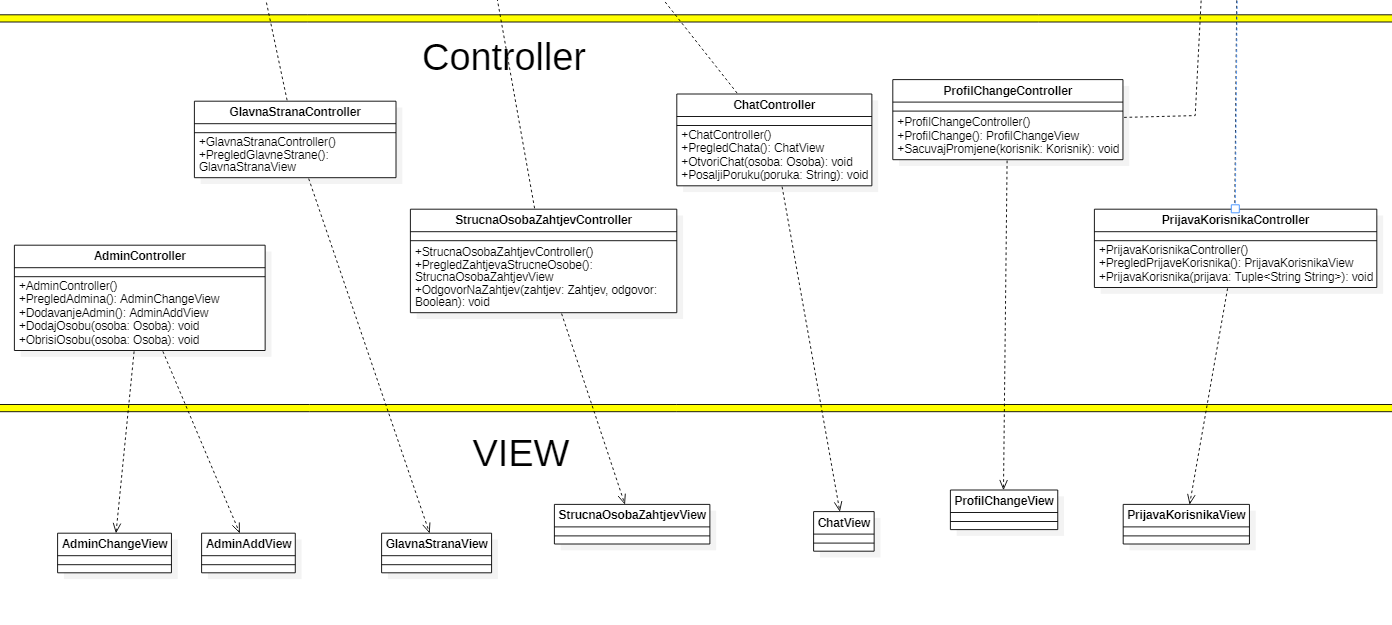 Controller
GlavnaStranaController
+GlavnaStranaController()
+PregledGlavneStrane():
GlavnaStranaView
ChatController
+ChatController()
+PregledChata(): ChatView
+OtvoriChat(osoba: Osoba): void
+PosaljiPoruku(poruka: String): void
ProfilChangeController
+ProfilChangeController()
+ProfilChange(): ProfilChangeView
+SacuvajPromjene(korisnik: Korisnik): void
StrucnaOsobaZahtjevController
+StrucnaOsobaZahtjevController()
+PregledZahtjevaStrucneOsobe():
StrucnaOsobaZahtjevView
+OdgovorNaZahtjev(zahtjev: Zahtjev, odgovor:
Boolean): void
PrijavaKorisnikaController
+PrijavaKorisnikaController()
+PregledPrijaveKorisnika(): PrijavaKorisnikaView
+PrijavaKorisnika(prijava: Tuple<String String>): void
AdminController
+AdminController()
+PregledAdmina(): AdminChangeView
+DodavanjeAdmin(): AdminAddView
+DodajOsobu(osoba: Osoba): void
+ObrisiOsobu(osoba: Osoba): void
VIEW
AdminChangeView
AdminAddView
GlavnaStranaView
StrucnaOsobaZahtjevView
ChatView
ProfilChangeView
PrijavaKorisnikaView